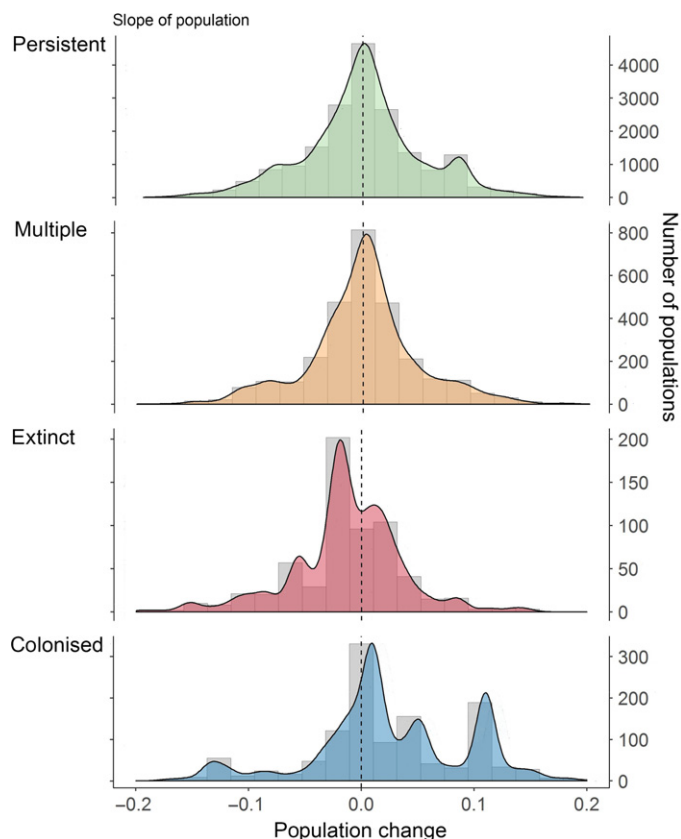 Slope of population
Persistent
4000
3000
2000
1000
0
Multiple
800
600
400
200
0
Number of populations
Extinct
200
150
100
50
0
Colonised
300
200
100
0
−0.2 −0.1 0.0 0.1 0.2
Population change